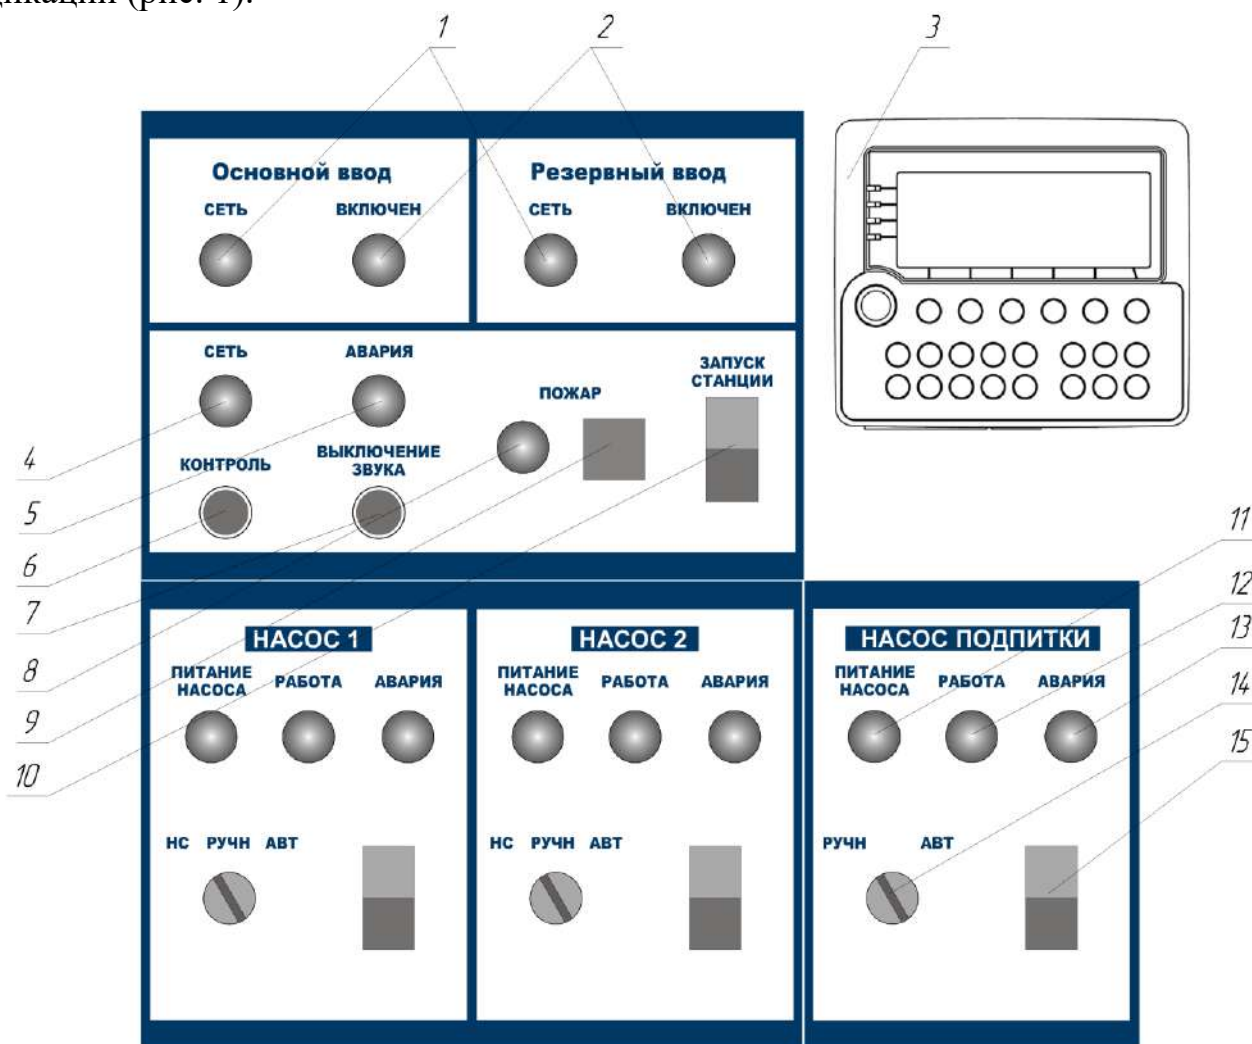 дикации (рис. 1).
1 2 3
Основной ввод Резервный ввод
СЕТЬ ВКЛЮЧЕН СЕТЬ ВКЛЮЧЕН
СЕТЬ АВАРИЯ
ПОЖАР
ЗАПУСК
СТАНЦИИ
КОНТРОЛЬ
ВЫКЛЮЧЕНИЕ
ЗВУКА
4
5
6
7
8
9
10
11
12
13
14
15
НАСОС 1
ПИТАНИЕ
НАСОСА РАБОТА АВАРИЯ
НС РУЧН АВТ
НАСОС 2
ПИТАНИЕ
НАСОСА РАБОТА АВАРИЯ
НС РУЧН АВТ
НАСОС ПОДПИТКИ
ПИТАНИЕ
НАСОСА РАБОТА АВАРИЯ
РУЧН АВТ